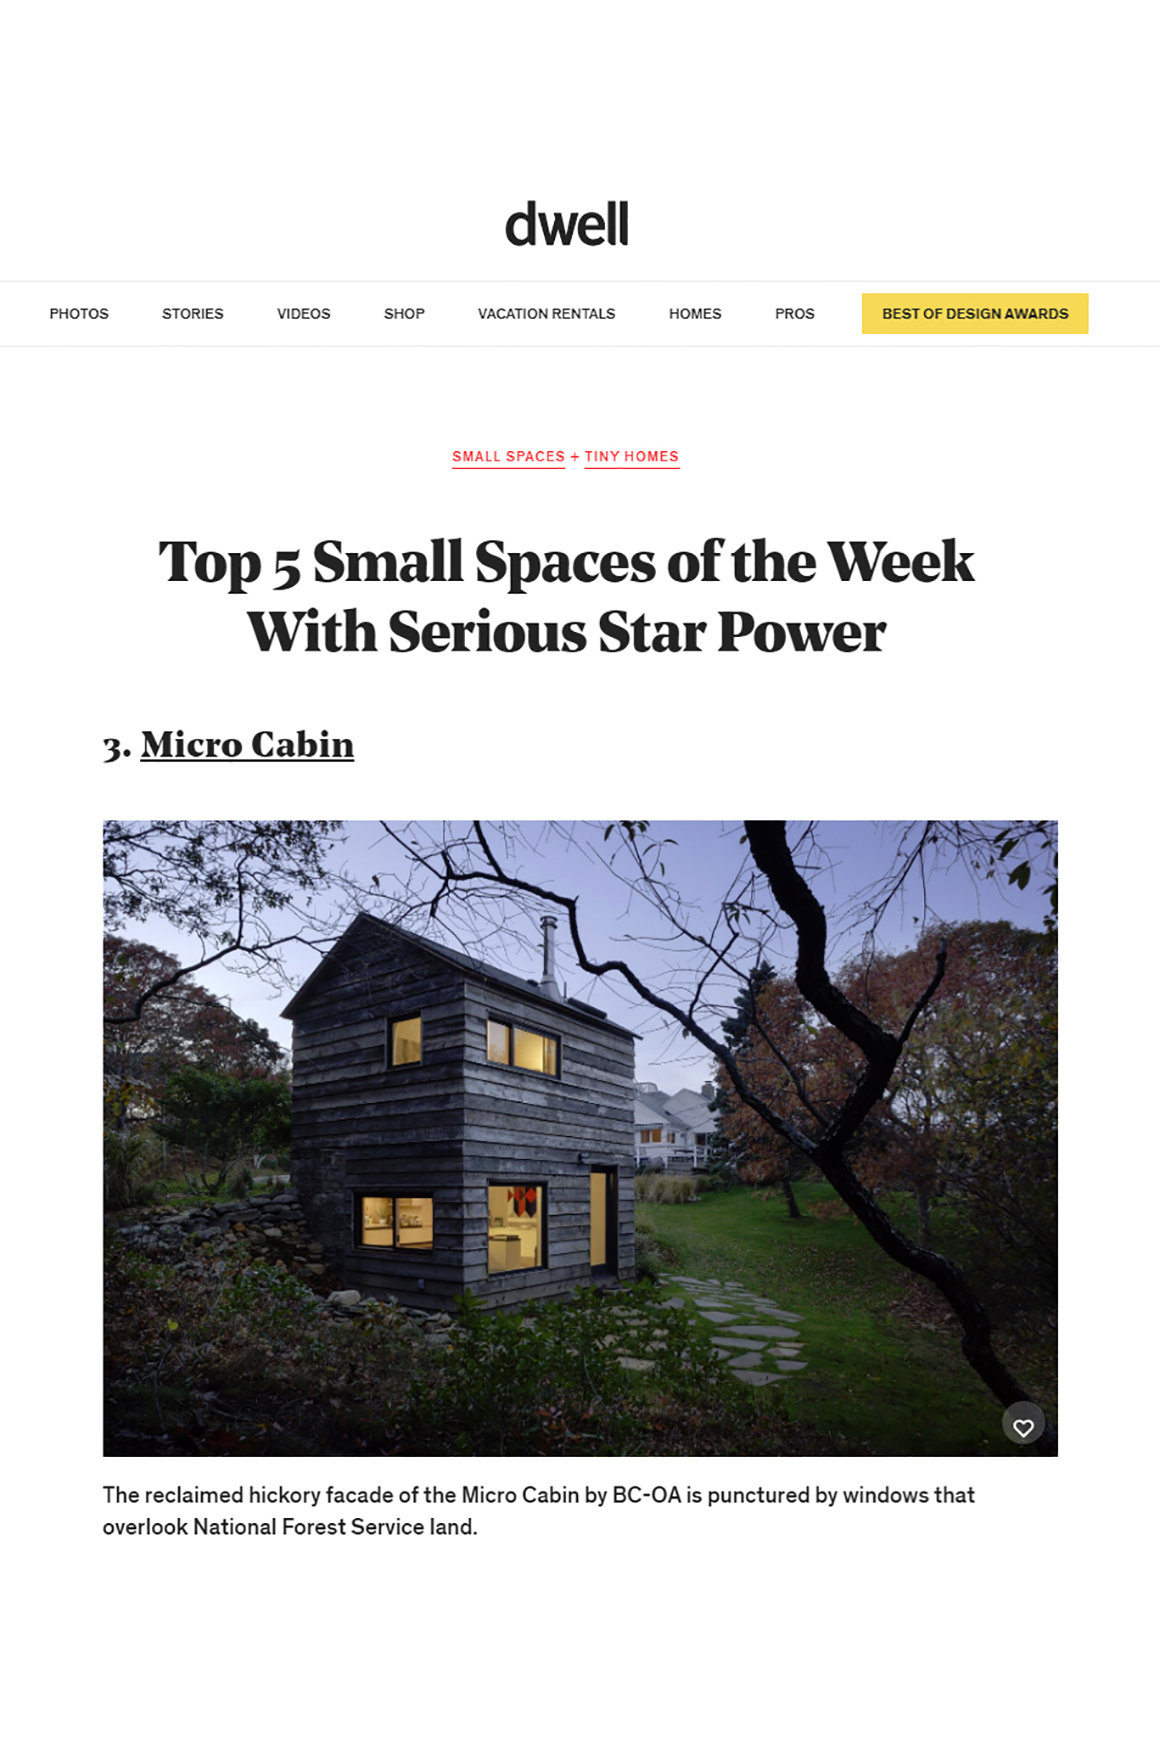 dwell
PHOTOS STORIES VIDEOS SHOP VACATION RENTALS HOMES PROS BEST OF DESIGN AWARDS
SMALL SPACES + TINY HOMES
Top 5 Small Spaces of the Week
With Serious Star Power
3. Micro Cabin
The reclaimed hickory facade of the Micro Cabin by BC-OA is punctured by windows that
overlook National Forest Service land.